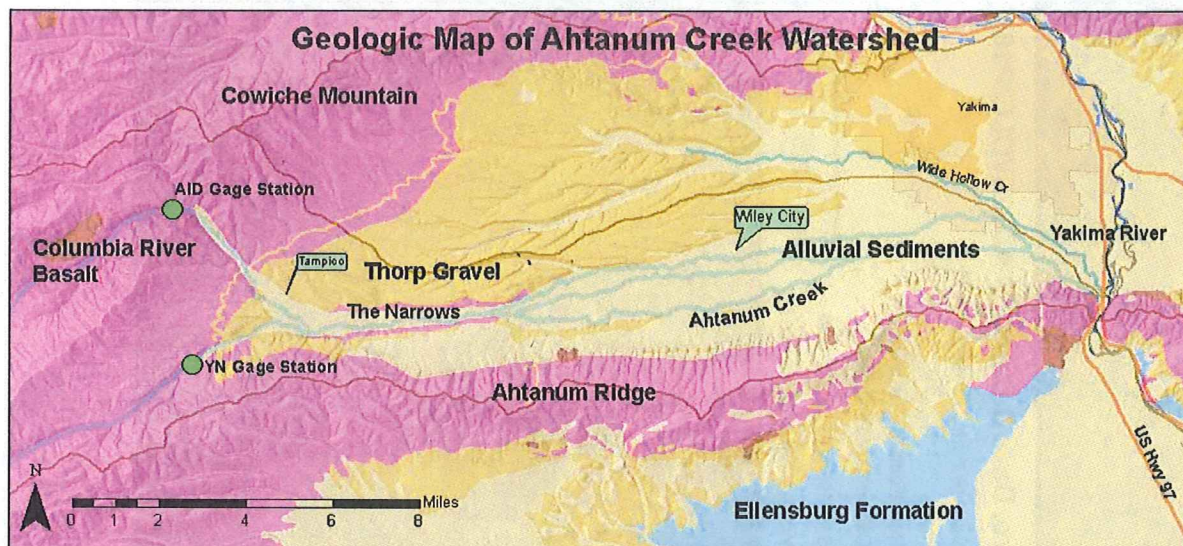 Geologic Map of Ahtanum Creek Watershed
Cowiche Mountain
Yakima
AID Gage Station
Wide Hollow Cr
Wiley City
Columbia River
Basalt
Tampico
Thorp Gravel
Alluvial Sediments
Yakima River
The Narrows
Ahtanum Creek
YN Gage Station
Ahtanum Ridge
US Hwy 97
N
Miles
0 1 2 4 6 8
Ellensburg Formation